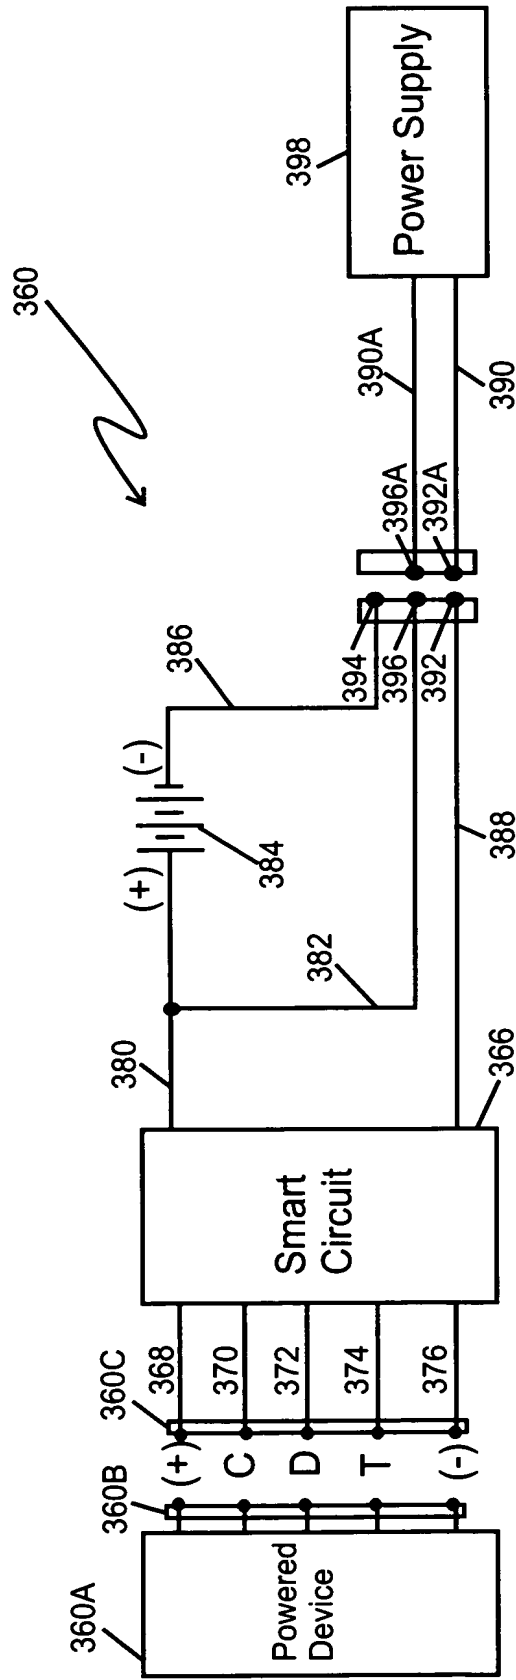 360
360A
360B
360C
Powered
Device
(+)
C
D
T
(-)
368
370
372
374
376
Smart
Circuit
366
380
382
(+)
(-)
384
386
388
394
396
392
396A
392A
390A
390
398
Power Supply